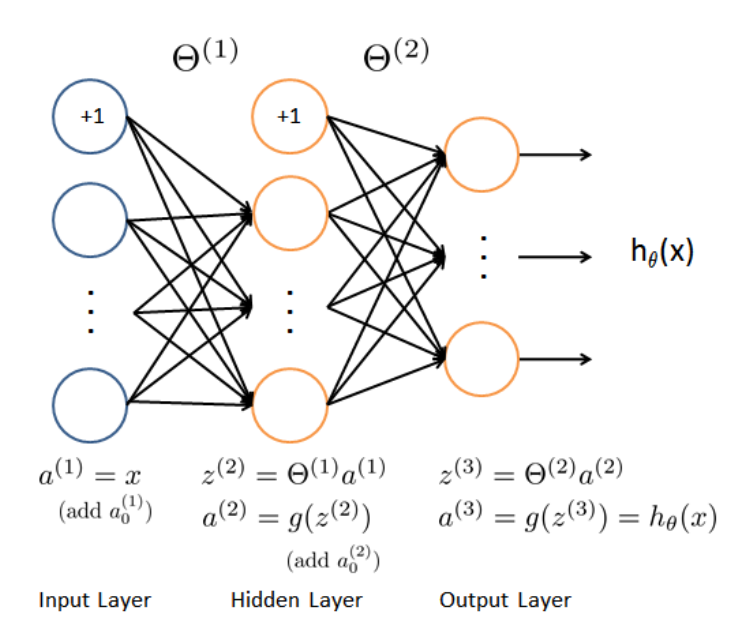 Θ(1) Θ(2)
+1 +1
hθ(x)
a(1) = x z(2) = Θ(1)a(1) z(3) = Θ(2)a(2)
(add a0(1)) a(2) = g(z(2)) a(3) = g(z(3)) = hθ(x)
(add a0(2))
Input Layer Hidden Layer Output Layer